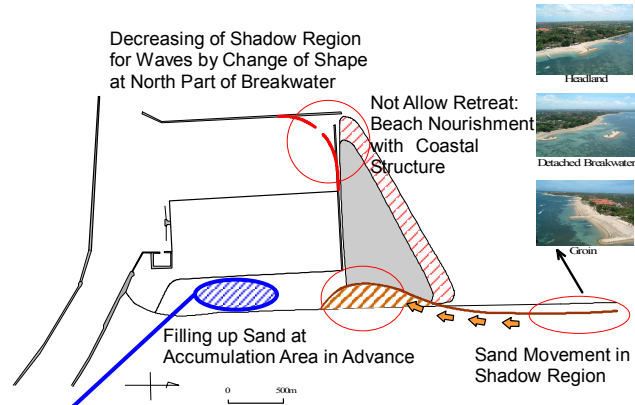 Decreasing of Shadow Region
for Waves by Change of Shape
at North Part of Breakwater
Headland
Not Allow Retreat:
Beach Nourishment
with Coastal
Structure
Detached Breakwater
Groin
Filling up Sand at
Accumulation Area in Advance
Sand Movement in
Shadow Region
0 500m